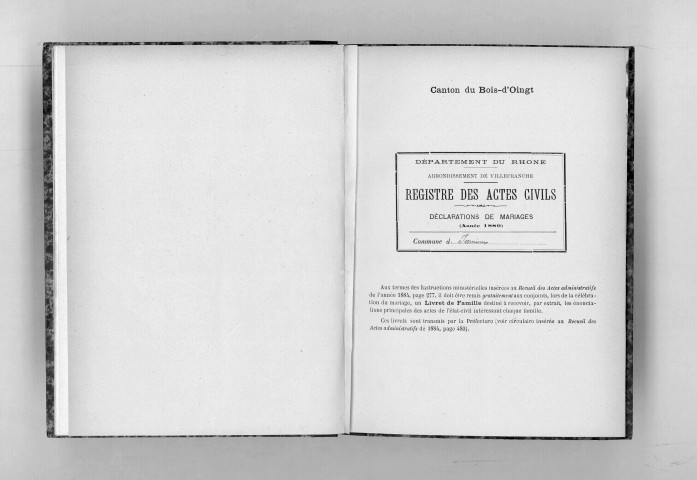 Canton du Bois-d'Oingt
DÉPARTEMENT DU RHONE
ARRONDISSEMENT DE VILLEFRANCHE
REGISTRE DES ACTES CIVILS
DÉCLARATIONS DE MARIAGES
(Année 1889)
Commune d
Aux termes des Instructions ministérielles insérées au Recueil des Actes administratifs
de l'année 1884, page 277, il doit être remis gratuitement aux conjoints, lors de la célébra-
tion du mariage, un Livret de Famille destiné à recevoir, par extrait, les énoncia-
tions principales des actes de l'état-civil intéressant chaque famille.
Ces livrets sont transmis par la Préfecture (voir circulaire insérée au Recueil des
Actes administratifs de 1884, page 483).